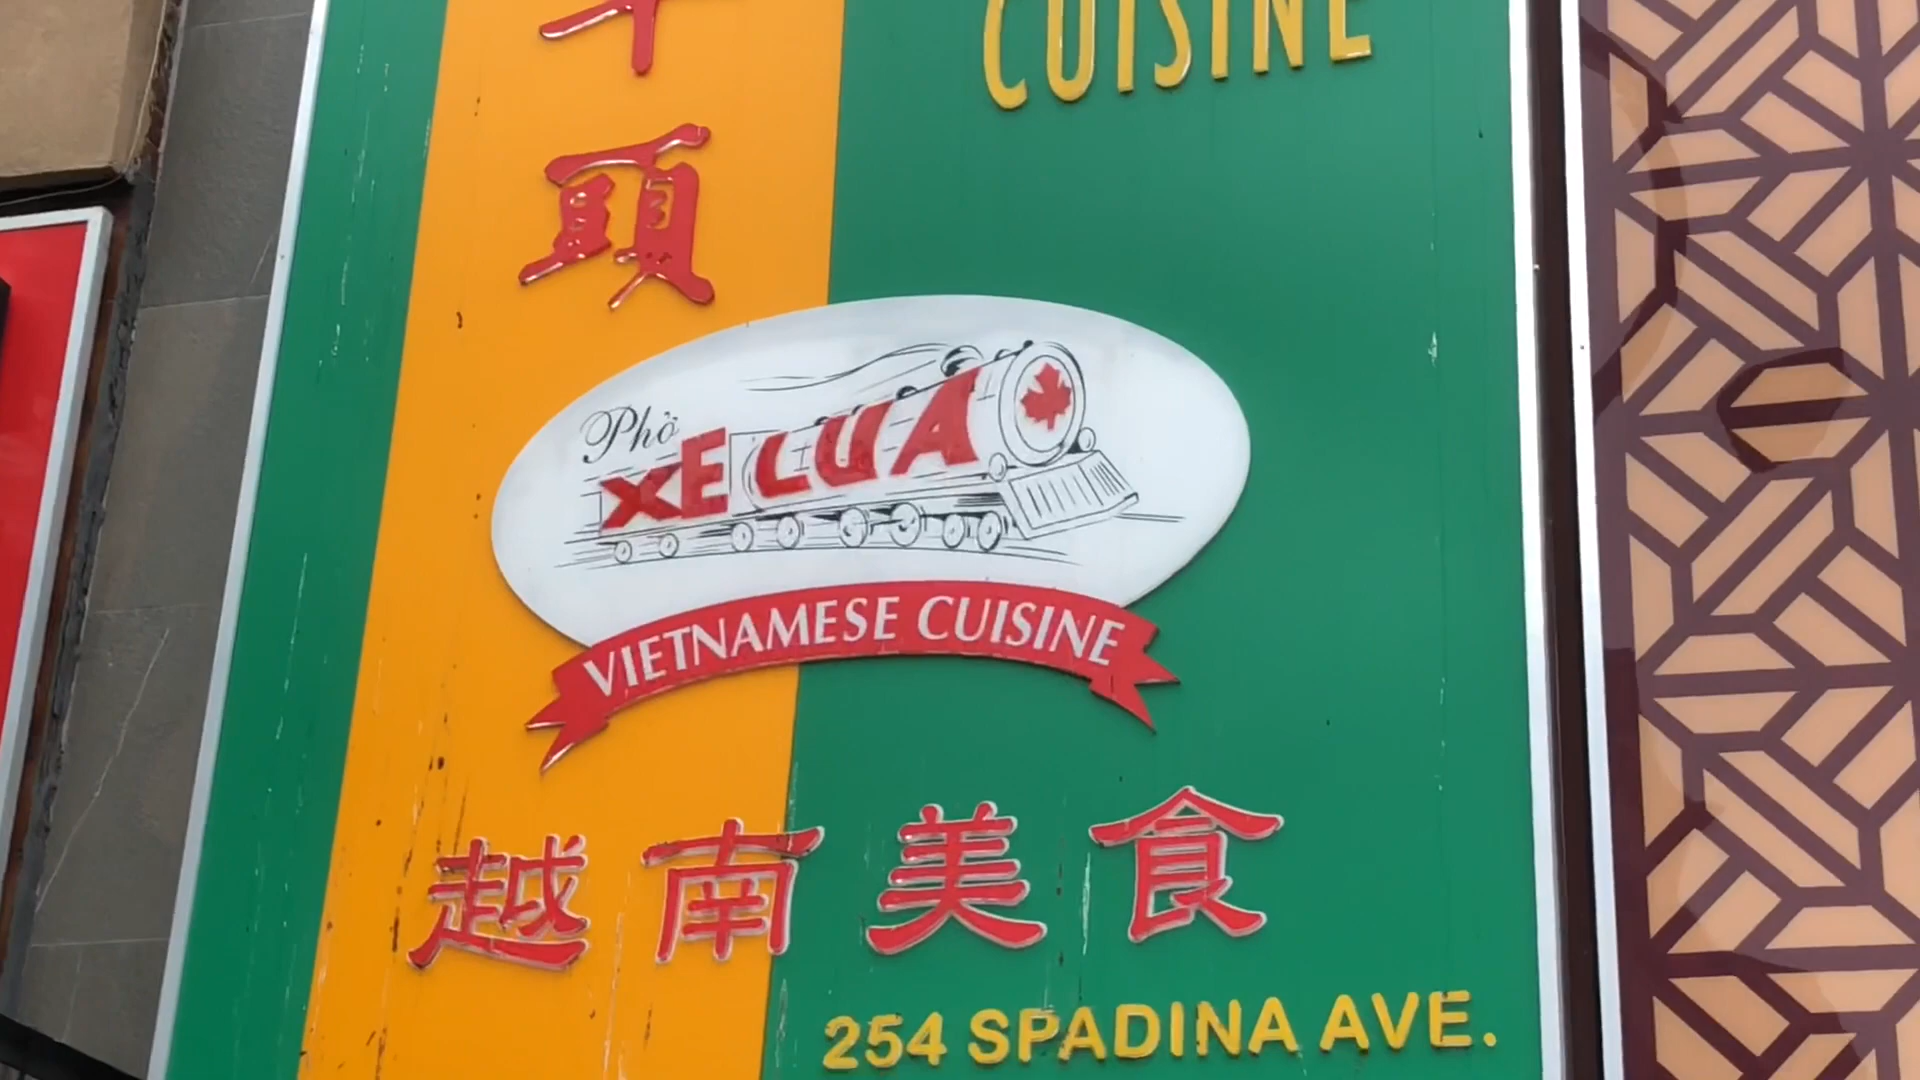 CUISINE
頭
Phở
XE LUA
VIETNAMESE CUISINE
越南美食
254 SPADINA AVE.